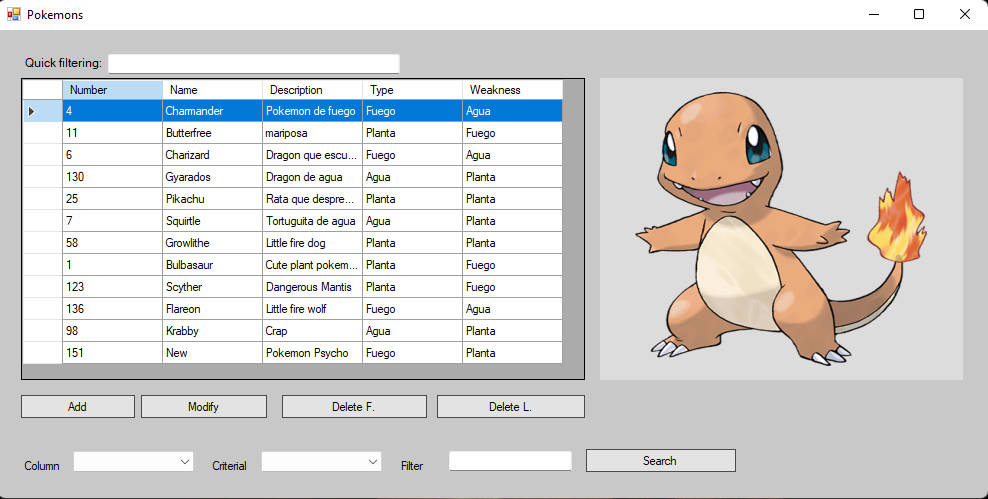 Pokemons
Quick filtering:
Number Name Description Type Weakness
4 Charmander Pokemon de fuego Fuego Agua
11 Butterfree mariposa Planta Fuego
6 Charizard Dragon que escu... Fuego Agua
130 Gyarados Dragon de agua Agua Planta
25 Pikachu Rata que despre... Planta Planta
7 Squirtle Tortuguita de agua Agua Planta
58 Growlithe Little fire dog Planta Planta
1 Bulbasaur Cute plant pokem... Planta Fuego
123 Scyther Dangerous Mantis Planta Fuego
136 Flareon Little fire wolf Fuego Agua
98 Krabby Crap Agua Planta
151 New Pokemon Psycho Fuego Planta
Add Modify Delete F. Delete L.
Column Criterial Filter Search